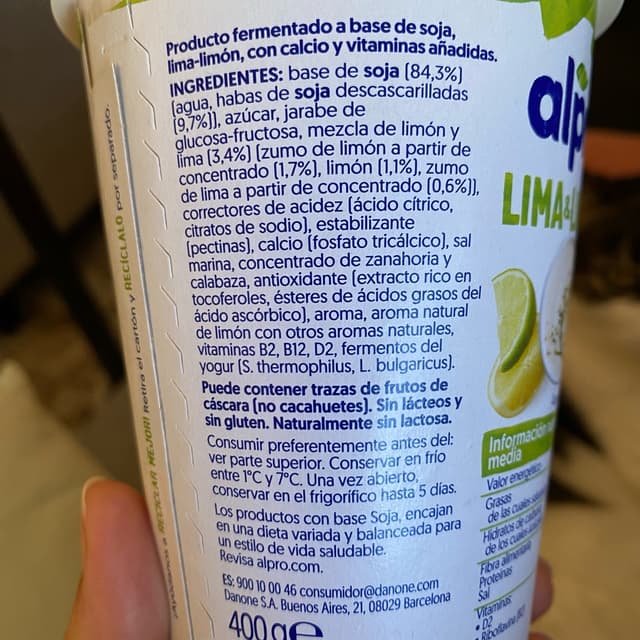 Producto fermentado a base de soja,
lima-limón, con calcio y vitaminas añadidas.
INGREDIENTES: base de soja (84,3%)
(agua, habas de soja descascarilladas
(9,7%)), azúcar, jarabe de
glucosa-fructosa, mezcla de limón y
lima (3,4%) (zumo de limón a partir de
concentrado (1,7%), limón (1,1%), zumo
de lima a partir de concentrado (0,6%)),
correctores de acidez (ácido cítrico,
citratos de sodio), estabilizante
(pectinas), calcio (fosfato tricálcico), sal
marina, concentrado de zanahoria y
calabaza, antioxidante (extracto rico en
tocoferoles, ésteres de ácidos grasos del
ácido ascórbico), aroma, aroma natural
de limón con otros aromas naturales,
vitaminas B2, B12, D2, fermentos del
yogur (S. thermophilus, L. bulgaricus).
Puede contener trazas de frutos de
cáscara (no cacahuetes). Sin lácteos y
sin gluten. Naturalmente sin lactosa.
Consumir preferentemente antes del:
ver parte superior. Conservar en frío
entre 1°C y 7°C. Una vez abierto,
conservar en el frigorífico hasta 5 días.
Los productos con base Soja, encajan
en una dieta variada y balanceada para
un estilo de vida saludable.
Revisa alpro.com.
ES: 900 10 00 46 consumidor@danone.com
Danone S.A. Buenos Aires, 21, 08029 Barcelona
400 g e
¡Ayúdanos a RECICLAR MEJOR! Retira el cartón y RECÍCLALO por separado.
alp
LIMA &
Información
media
Valor energético
Grasas
de las cuales
Hidratos de
de los cuales
Fibra alimentaria
Proteínas
Sal
Vitaminas
• D2